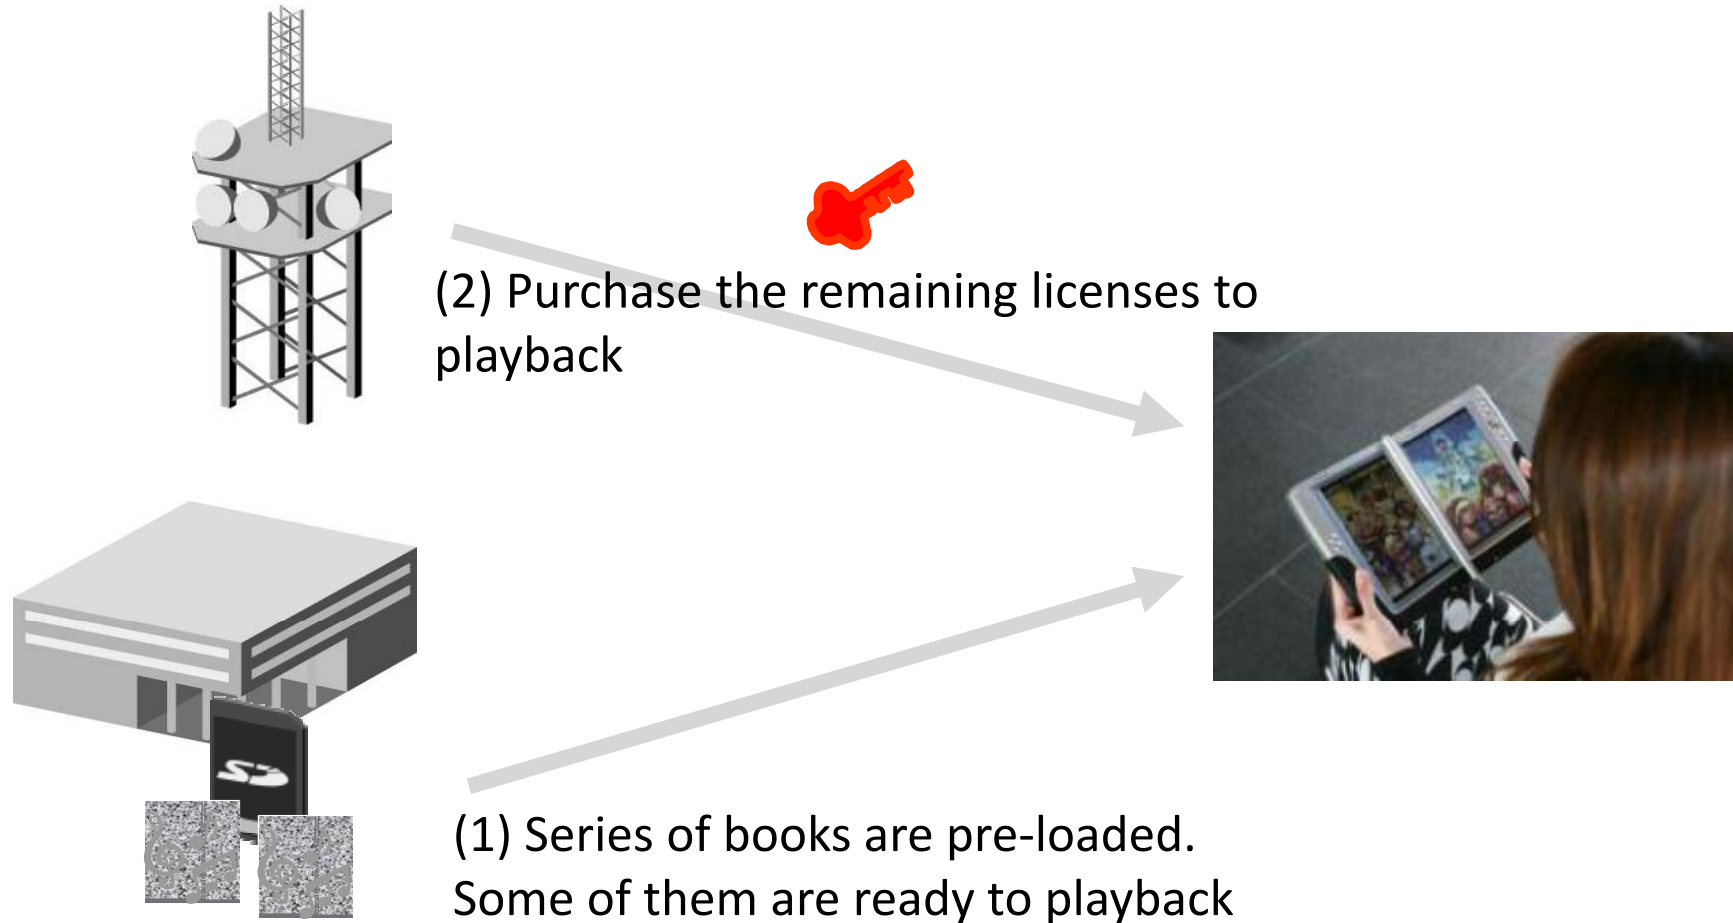 (2) Purchase the remaining licenses to
playback
SD
(1) Series of books are pre-loaded.
Some of them are ready to playback